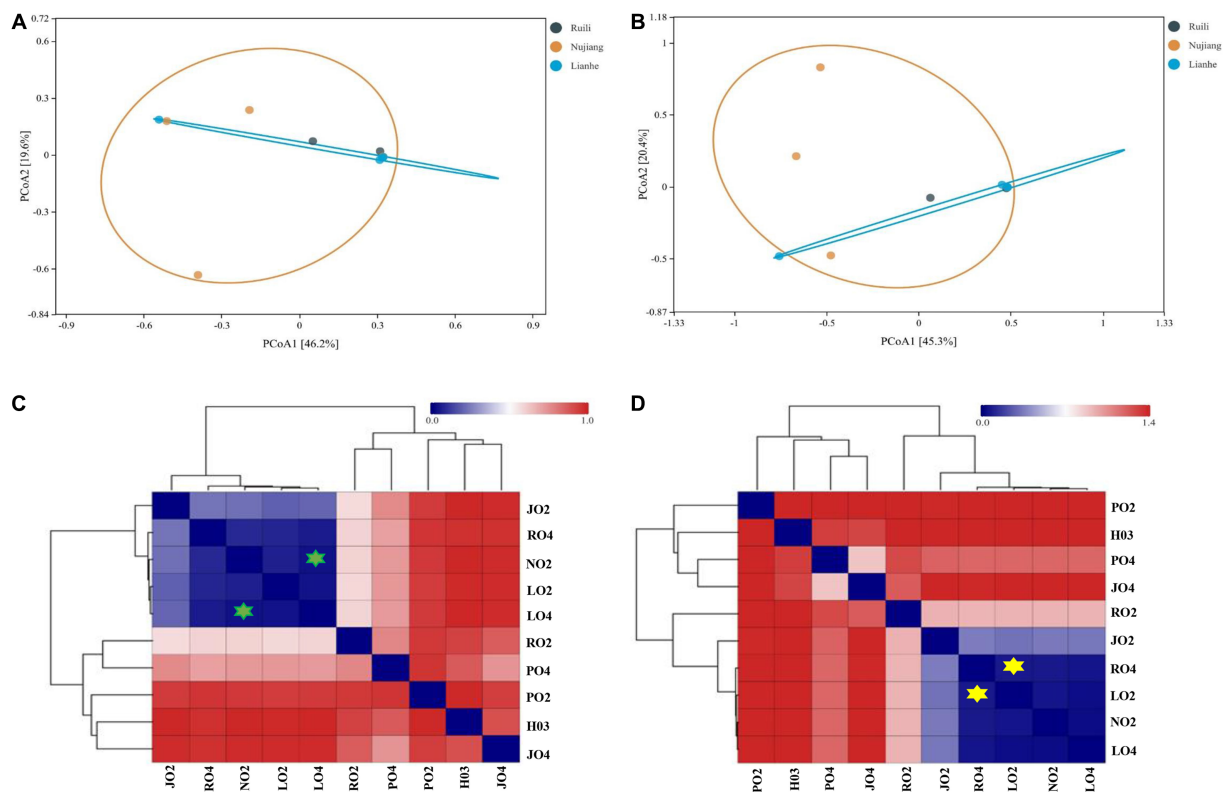 A
0.72
0.6
0.3
0
-0.3
-0.6
-0.84
PCoA2 [19.6%]
-0.9
-0.6
-0.3
0
0.3
0.6
0.9
PCoA1 [46.2%]
Ruili
Nujiang
Lianhe
B
1.18
1
0.5
0
-0.5
-0.87
PCoA2 [20.4%]
-1.33
-1
-0.5
0
0.5
1
1.33
PCoA1 [45.3%]
Ruili
Nujiang
Lianhe
C
0.0
1.0
JO2
RO4
NO2
LO2
LO4
RO2
PO4
PO2
H03
JO4
JO2
RO4
NO2
LO2
LO4
RO2
PO4
PO2
H03
JO4
D
0.0
1.4
PO2
H03
PO4
JO4
RO2
JO2
RO4
LO2
NO2
LO4
PO2
H03
PO4
JO4
RO2
JO2
RO4
LO2
NO2
LO4